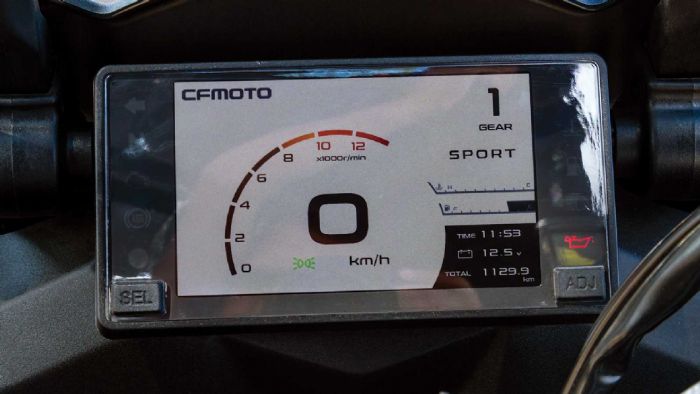 CFMOTO
1
GEAR
SPORT
10 12
x1000r/min
8
6
4
2
0
0
km/h
H C
F
TIME 11:53
12.5 v
TOTAL 1129.9
km
SEL
ADJ